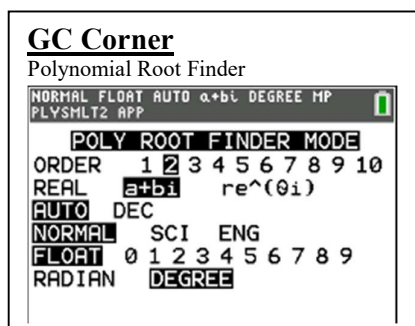 GC Corner
Polynomial Root Finder
NORMAL FLOAT AUTO a+bi DEGREE MP
PLYSMLT2 APP
POLY ROOT FINDER MODE
ORDER 1 2 3 4 5 6 7 8 9 10
REAL a+bi re^(θi)
AUTO DEC
NORMAL SCI ENG
FLOAT 0 1 2 3 4 5 6 7 8 9
RADIAN DEGREE